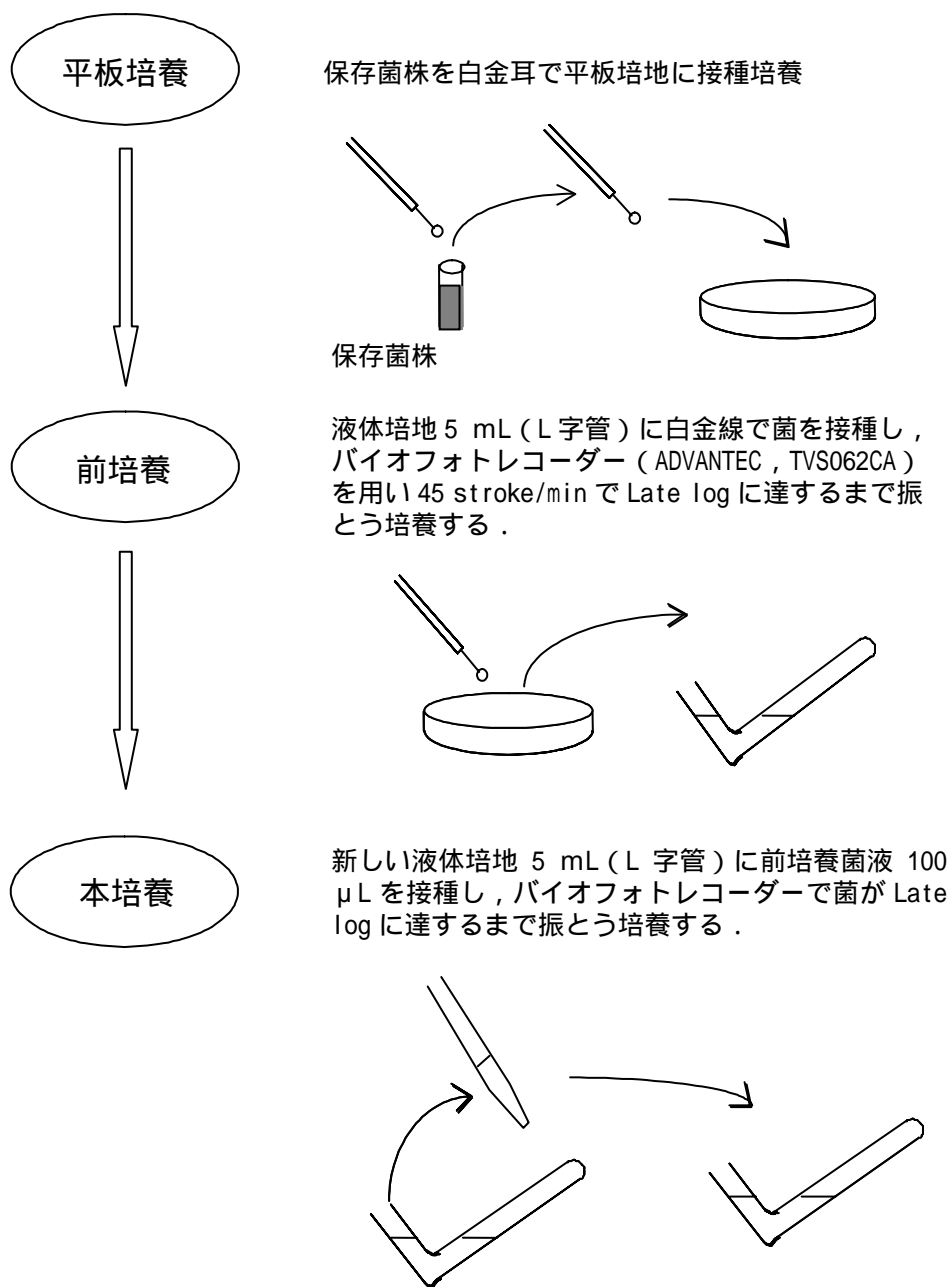 平板培養
保存菌株を白金耳で平板培地に接種培養
保存菌株
前培養
液体培地 5 mL（L 字管）に白金線で菌を接種し，
バイオフォトレコーダー（ADVANTEC，TVS062CA）
を用い 45 stroke/min で Late log に達するまで振
とう培養する．
本培養
新しい液体培地 5 mL（L 字管）に前培養菌液 100
μL を接種し，バイオフォトレコーダーで菌が Late
log に達するまで振とう培養する．